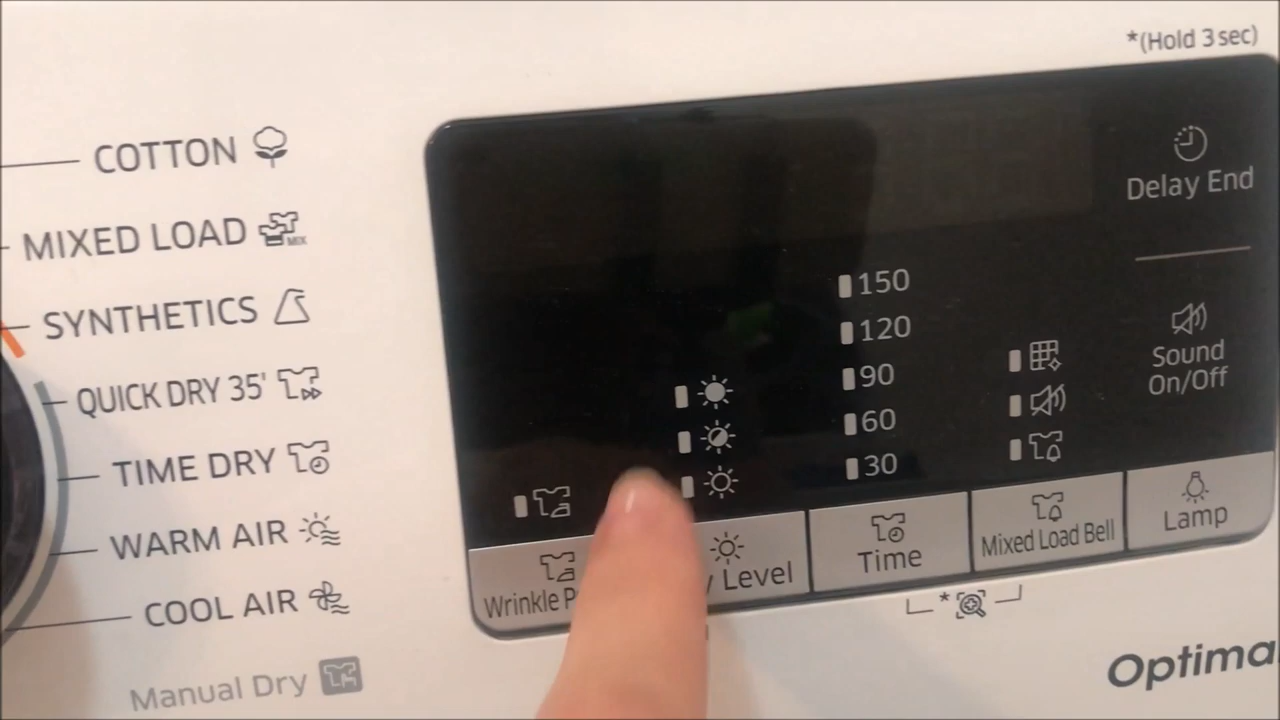 *(Hold 3 sec)
COTTON
MIXED LOAD
MIX
SYNTHETICS
QUICK DRY 35'
TIME DRY
WARM AIR
COOL AIR
Manual Dry
Delay End
Sound
On/Off
150
120
90
60
30
Wrinkle
Level
Time
Mixed Load Bell
Lamp
*
Optima